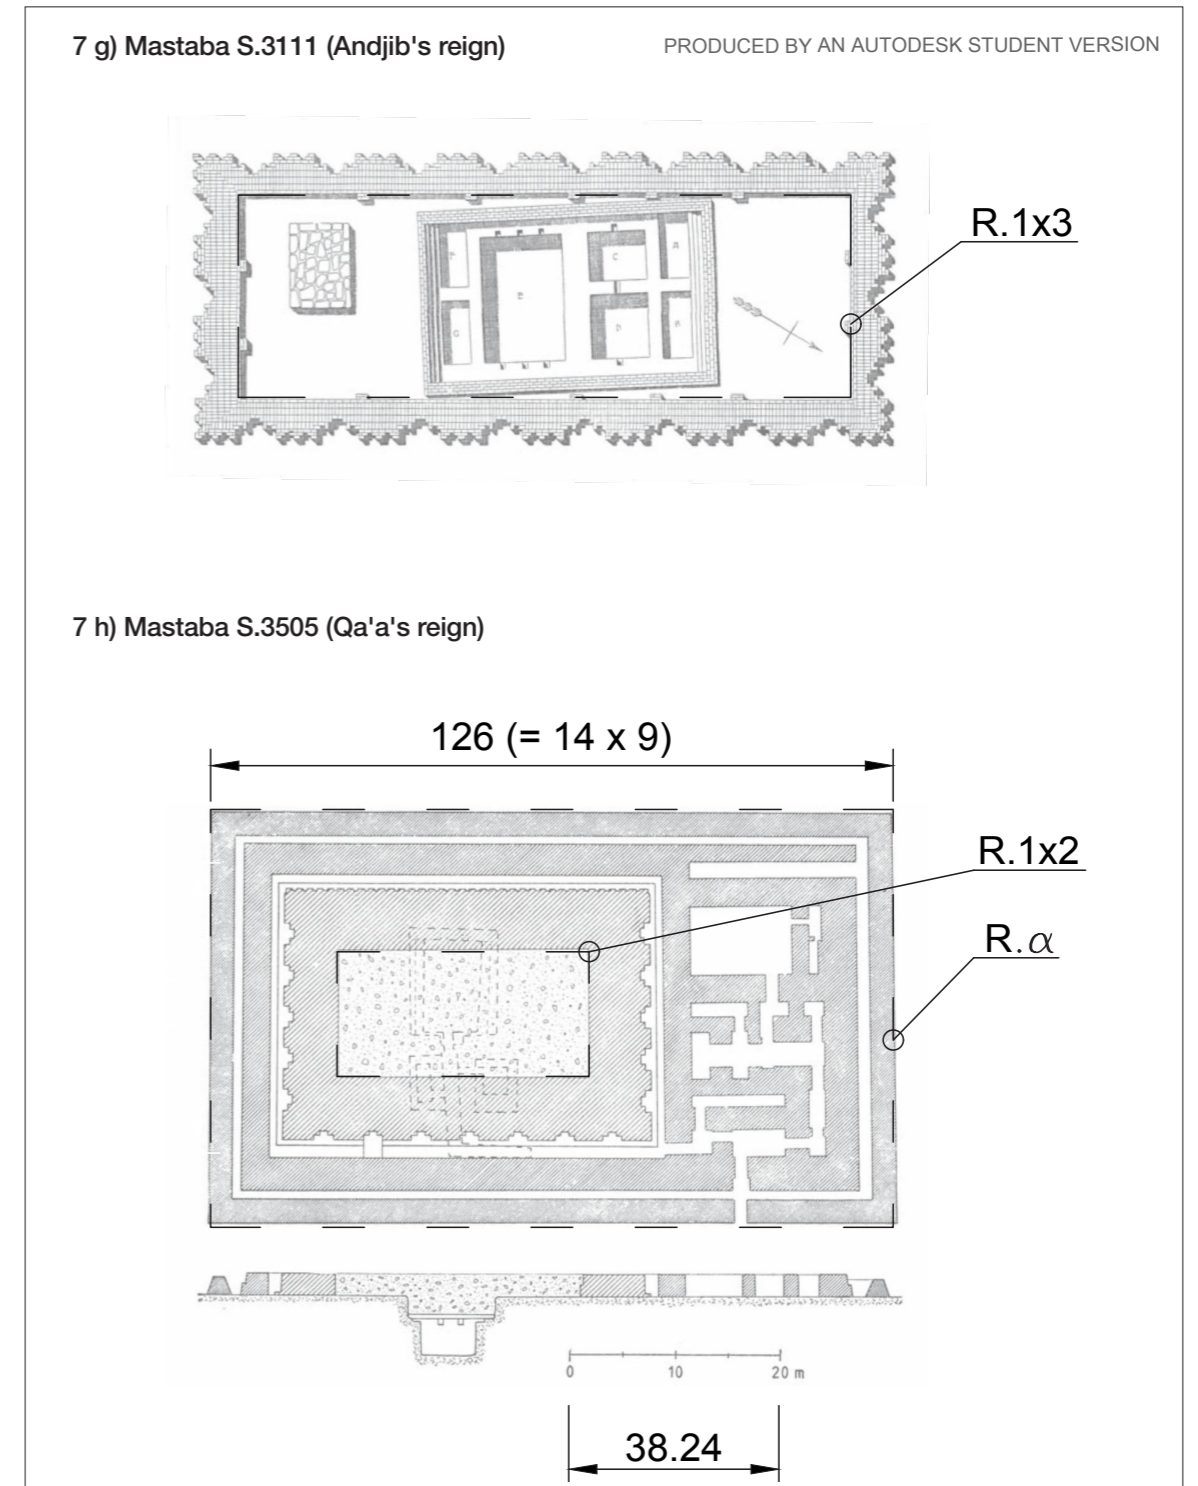 7 g) Mastaba S.3111 (Andjib's reign)
PRODUCED BY AN AUTODESK STUDENT VERSION
R.1x3
7 h) Mastaba S.3505 (Qa'a's reign)
126 (= 14 x 9)
R.1x2
R.α
0 10 20 m
38.24